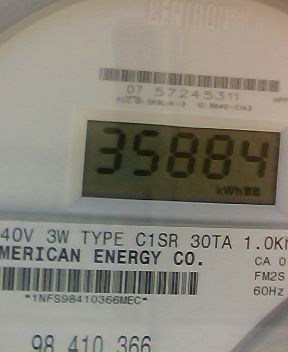 CENTRON
07 57245311
35884
kWh
40V 3W TYPE C1SR 30TA 1.0K
MERICAN ENERGY CO.
CA 0
FM2S
*1NFS98410366MEC*
60Hz
98 410 366